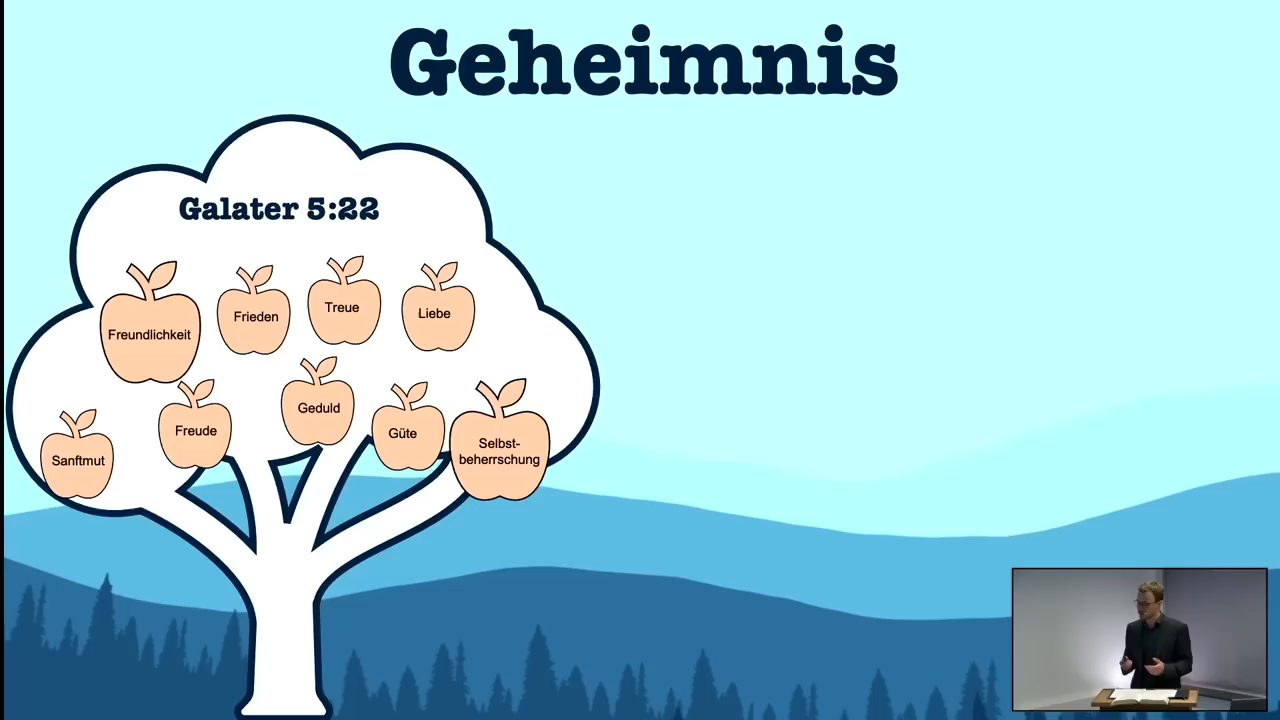 Geheimnis
Galater 5:22
Freundlichkeit
Frieden
Treue
Liebe
Sanftmut
Freude
Geduld
Güte
Selbst-
beherrschung